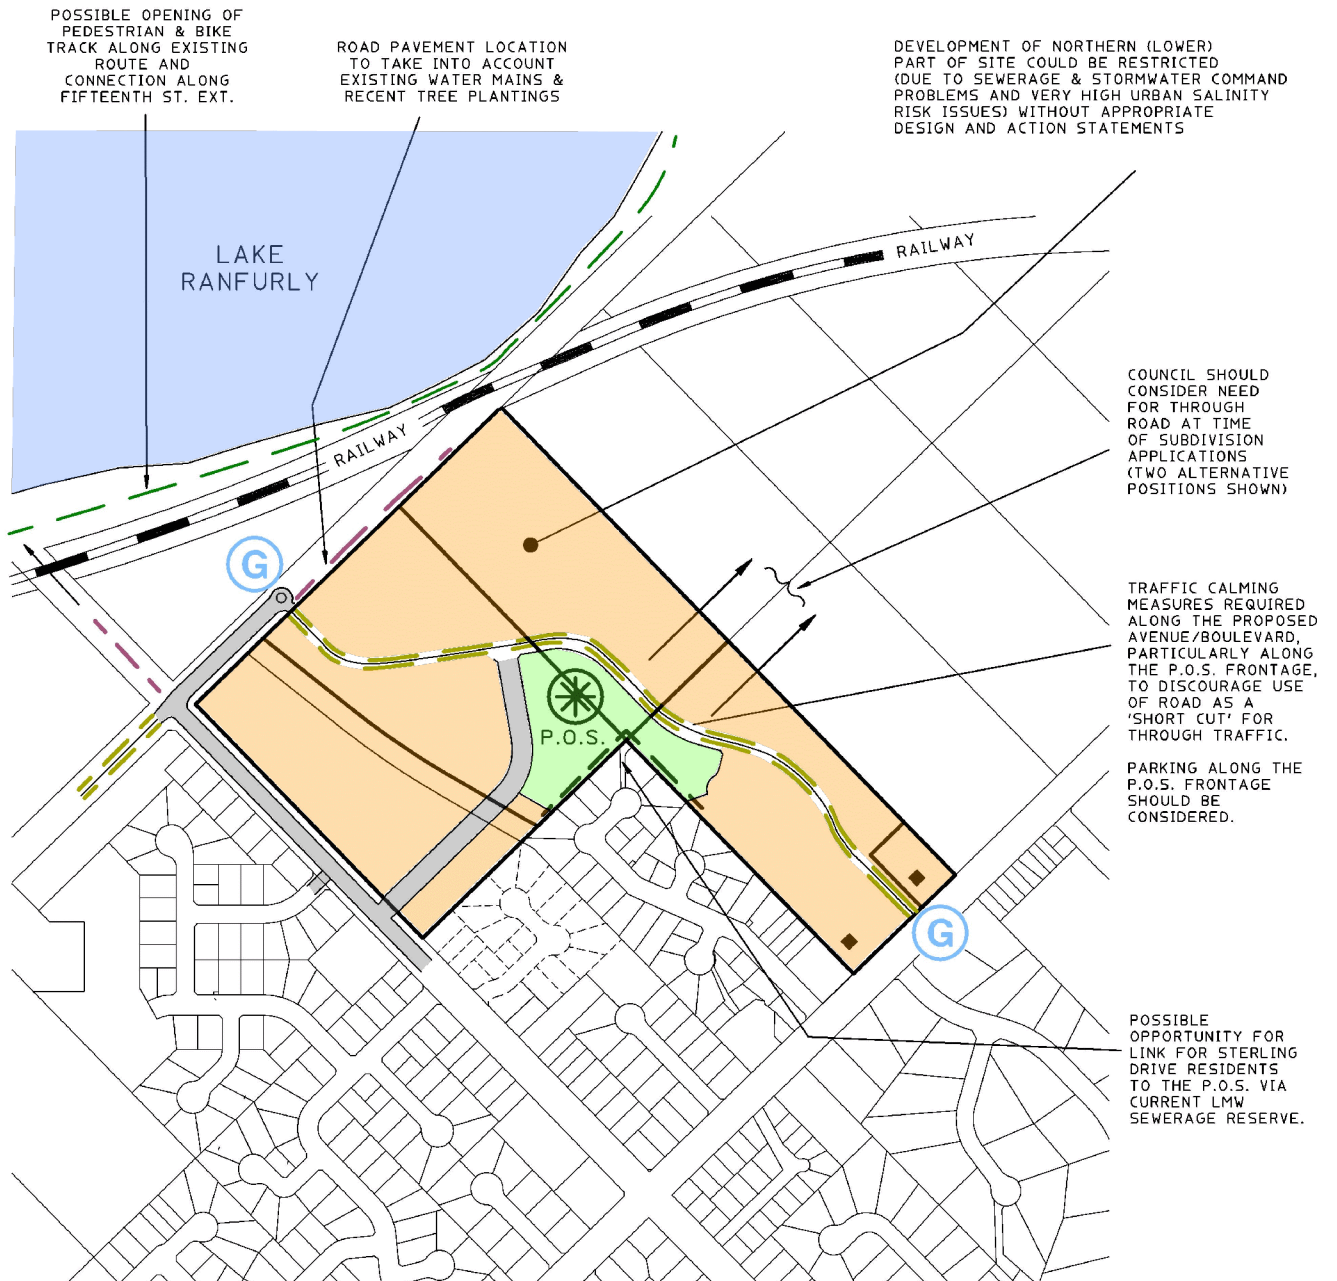 POSSIBLE OPENING OF
PEDESTRIAN & BIKE
TRACK ALONG EXISTING
ROUTE AND
CONNECTION ALONG
FIFTEENTH ST. EXT.
ROAD PAVEMENT LOCATION
TO TAKE INTO ACCOUNT
EXISTING WATER MAINS &
RECENT TREE PLANTINGS
DEVELOPMENT OF NORTHERN (LOWER)
PART OF SITE COULD BE RESTRICTED
(DUE TO SEWERAGE & STORMWATER COMMAND
PROBLEMS AND VERY HIGH URBAN SALINITY
RISK ISSUES) WITHOUT APPROPRIATE
DESIGN AND ACTION STATEMENTS
LAKE
RANFURLY
RAILWAY
RAILWAY
COUNCIL SHOULD
CONSIDER NEED
FOR THROUGH
ROAD AT TIME
OF SUBDIVISION
APPLICATIONS
(TWO ALTERNATIVE
POSITIONS SHOWN)
G
TRAFFIC CALMING
MEASURES REQUIRED
ALONG THE PROPOSED
AVENUE/BOULEVARD,
PARTICULARLY ALONG
THE P.O.S. FRONTAGE,
TO DISCOURAGE USE
OF ROAD AS A
'SHORT CUT' FOR
THROUGH TRAFFIC.
PARKING ALONG THE
P.O.S. FRONTAGE
SHOULD BE
CONSIDERED.
P.O.S.
G
POSSIBLE
OPPORTUNITY FOR
LINK FOR STERLING
DRIVE RESIDENTS
TO THE P.O.S. VIA
CURRENT LMW
SEWERAGE RESERVE.